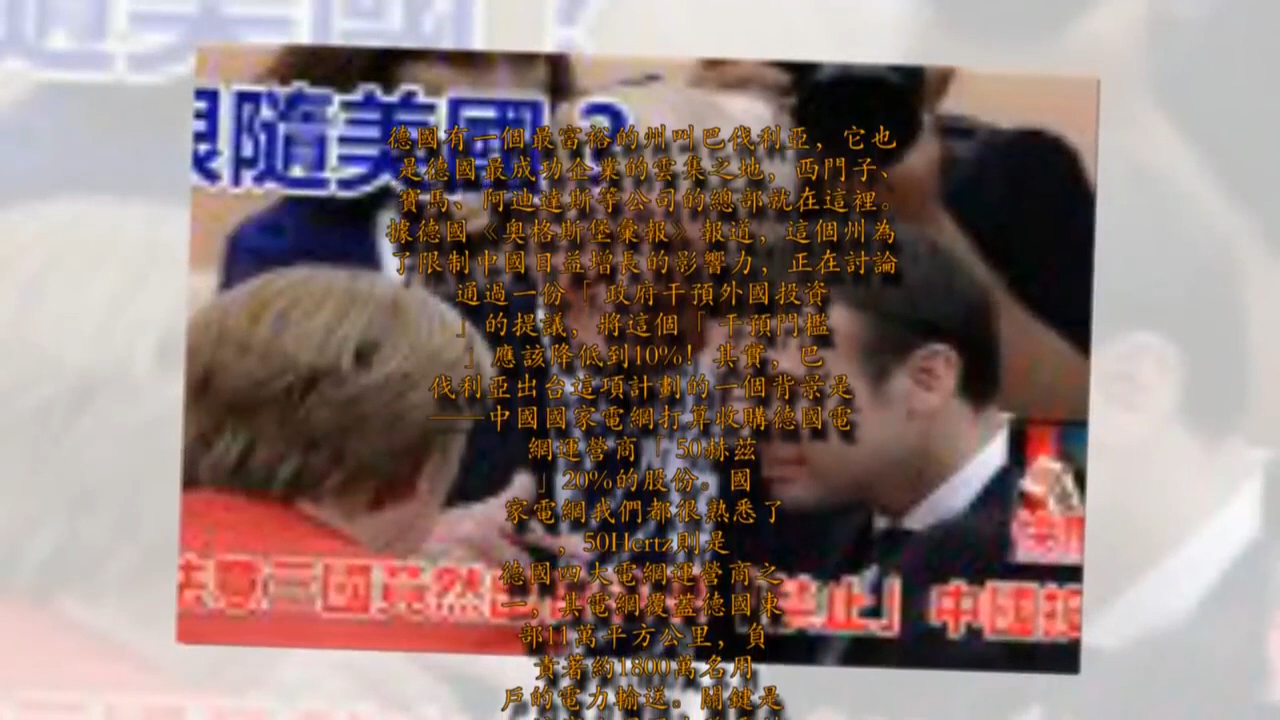 跟隨美國？
德國有一個最富裕的州叫巴伐利亞，它也
是德國最成功企業的雲集之地，西門子、
寶馬、阿迪達斯等公司的總部就在這裡。
據德國《奧格斯堡彙報》報道，這個州為
了限制中國日益增長的影響力，正在討論
通過一份「 政府干預外國投資
」的提議，將這個「 干預門檻
」應該降低到10%！其實，巴
伐利亞出台這項計劃的一個背景是
——中國國家電網打算收購德國電
網運營商「 50赫茲
」20%的股份。國
家電網我們都很熟悉了
，50Hertz則是
德國四大電網運營商之
一，其電網覆蓋德國東
部11萬平方公里，負
責著約1800萬名用
戶的電力輸送。關鍵是
三國竟然
止」中國投